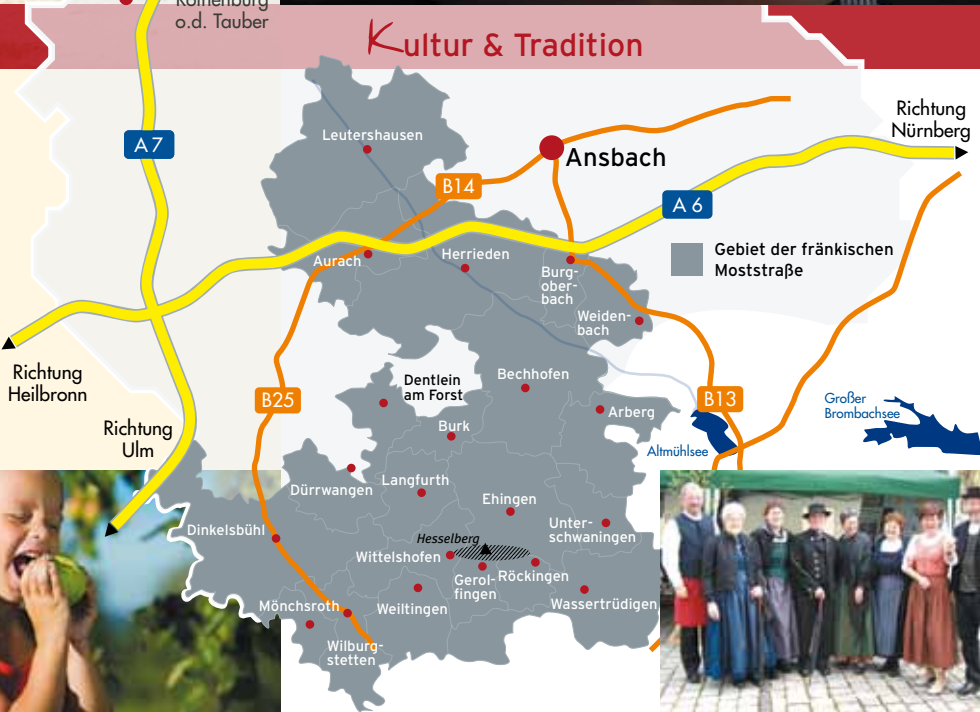 Rothenburg
o.d. Tauber
Kultur & Tradition
A 7
Leutershausen
Ansbach
Richtung
Nürnberg
B14
A 6
Gebiet der fränkischen
Moststraße
Aurach
Herrieden
Burg-
ober-
bach
Weiden-
bach
Richtung
Heilbronn
Dentlein
am Forst
Bechhofen
B25
B13
Arberg
Großer
Brombachsee
Richtung
Ulm
Burk
Altmühlsee
Dürrwangen
Langfurth
Ehingen
Dinkelsbühl
Unter-
schwaningen
Hesselberg
Wittelshofen
Gerol-
fingen
Röckingen
Mönchsroth
Weiltingen
Wassertrüdigen
Wilburg-
stetten